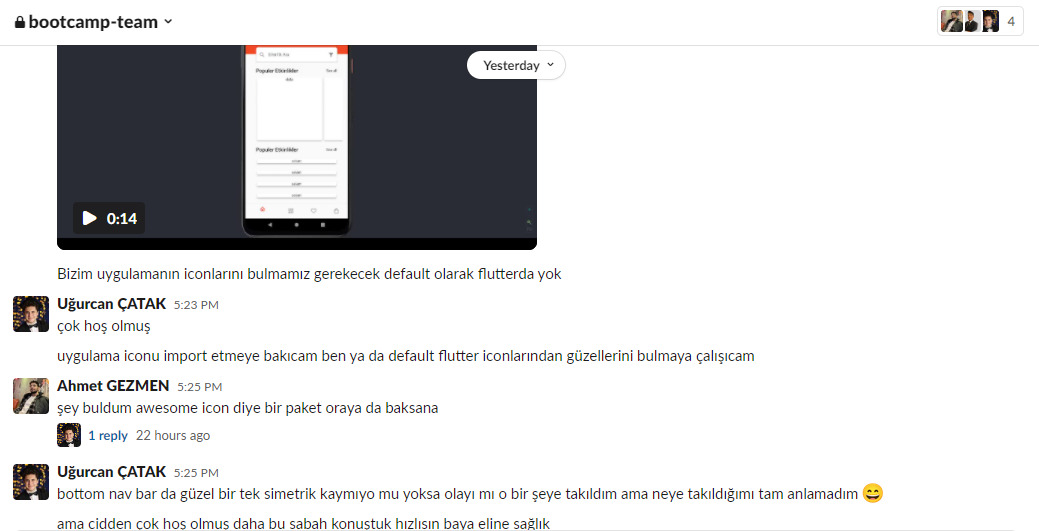 bootcamp-team
4
Yesterday
Popüler Etkinlikler
Popüler Etkinlikler
0:14
Bizim uygulamanın iconlarını bulmamız gerekecek default olarak flutterda yok
Uğurcan ÇATAK 5:23 PM
çok hoş olmuş
uygulama iconu import etmeye bakıcam ben ya da default flutter iconlarından güzellerini bulmaya çalışıcam
Ahmet GEZMEN 5:25 PM
şey buldum awesome icon diye bir paket oraya da baksana
1 reply 22 hours ago
Uğurcan ÇATAK 5:25 PM
bottom nav bar da güzel bir tek simetrik kaymıyo mu yoksa olayı mı o bir şeye takıldım ama neye takıldığımı tam anlamadım 😄
ama cidden çok hoş olmuş daha bu sabah konuştuk hızlısın baya eline sağlık